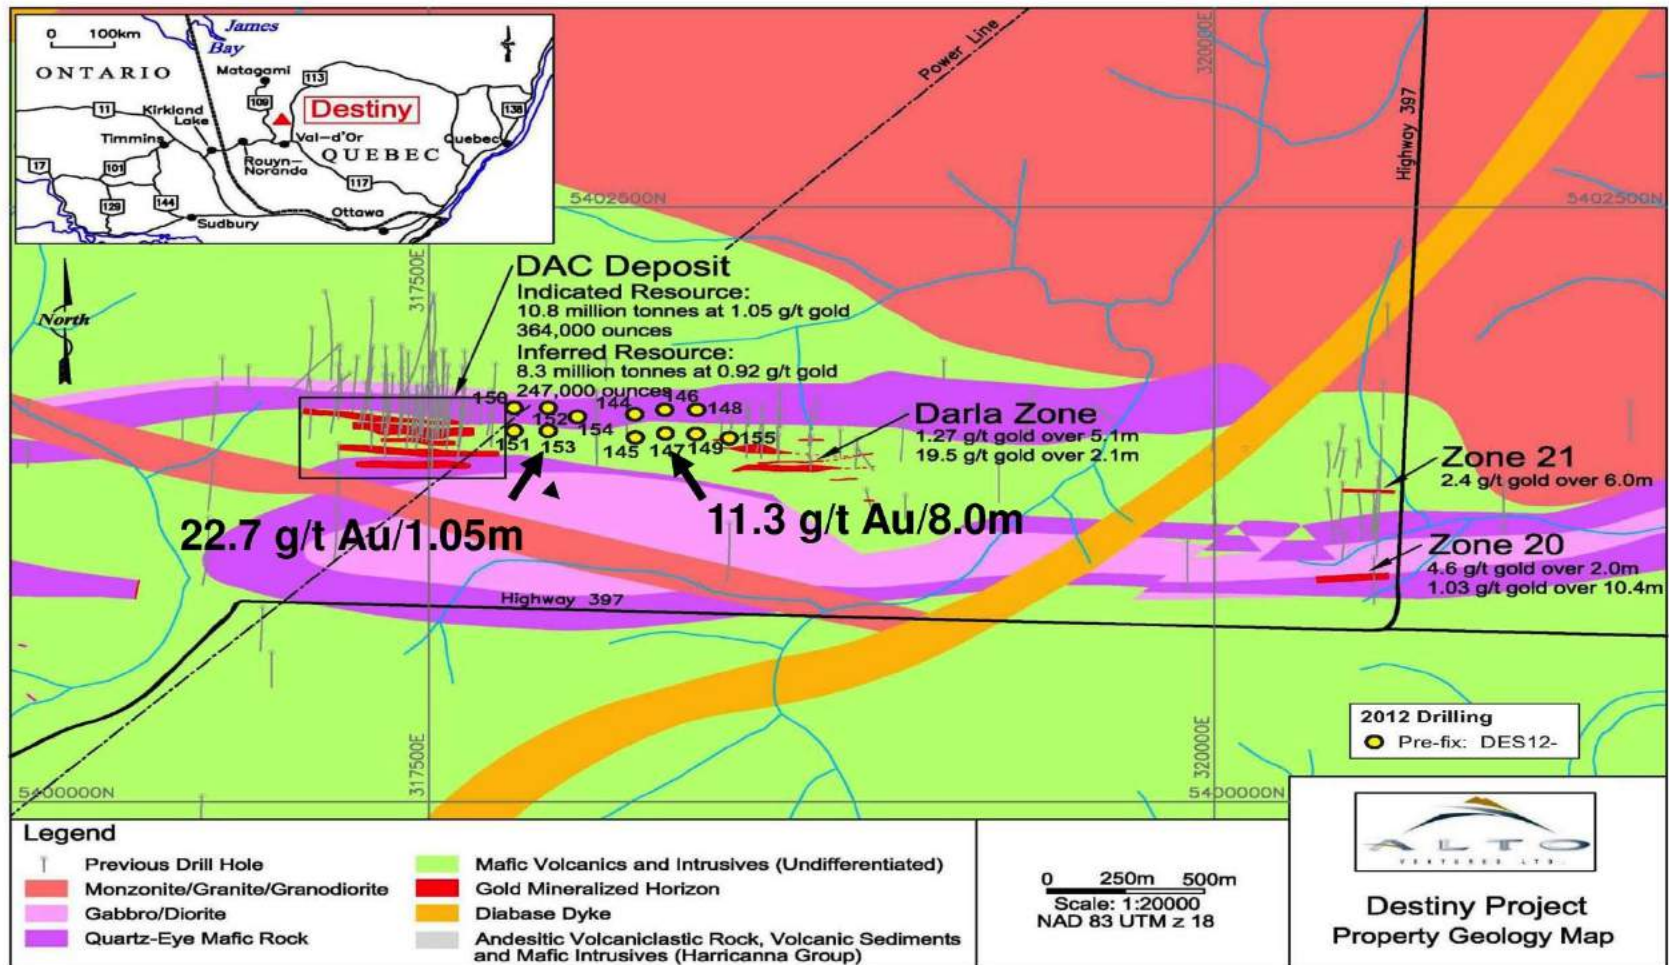 0 100km
James
Bay
ONTARIO
Matagami
113
109
Destiny
138
11
Kirkland
Lake
Timmins
Val-d'Or
Quebec
QUEBEC
Rouyn-
Noranda
17
101
117
129
144
Ottawa
Sudbury
Power Line
320000E
Highway 397
5402500N
5402500N
317500E
North
DAC Deposit
Indicated Resource:
10.8 million tonnes at 1.05 g/t gold
364,000 ounces
Inferred Resource:
8.3 million tonnes at 0.92 g/t gold
247,000 ounces
150
144
146
148
152
154
151
153
145
147
149
155
Darla Zone
1.27 g/t gold over 5.1m
19.5 g/t gold over 2.1m
Zone 21
2.4 g/t gold over 6.0m
22.7 g/t Au/1.05m
11.3 g/t Au/8.0m
Zone 20
4.6 g/t gold over 2.0m
1.03 g/t gold over 10.4m
Highway 397
317500E
320000E
2012 Drilling
Pre-fix: DES12-
5400000N
5400000N
Legend
Previous Drill Hole
Monzonite/Granite/Granodiorite
Gabbro/Diorite
Quartz-Eye Mafic Rock
Mafic Volcanics and Intrusives (Undifferentiated)
Gold Mineralized Horizon
Diabase Dyke
Andesitic Volcaniclastic Rock, Volcanic Sediments
and Mafic Intrusives (Harricanna Group)
0 250m 500m
Scale: 1:20000
NAD 83 UTM z 18
ALTO
VENTURES LTD.
Destiny Project
Property Geology Map